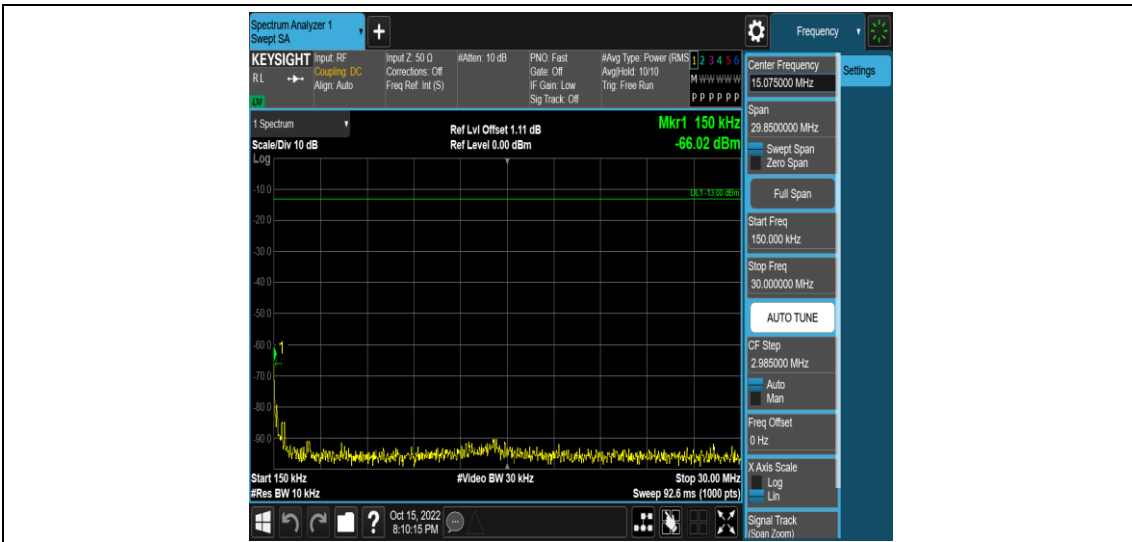 Spectrum Analyzer 1
Swept SA
+
Frequency
KEYSIGHT
RL
LXI
Input: RF
Coupling: DC
Align: Auto
Input Z: 50 Ω
Corrections: Off
Freq Ref: Int (S)
#Atten: 10 dB
PNO: Fast
Gate: Off
IF Gain: Low
Sig Track: Off
#Avg Type: Power (RMS
Avg|Hold: 10/10
Trig: Free Run
1 2 3 4 5 6
M W W W W W
P P P P P P
1 Spectrum
Scale/Div 10 dB
Ref Lvl Offset 1.11 dB
Ref Level 0.00 dBm
Mkr1 150 kHz
-66.02 dBm
Log
DL1 -13.00 dBm
-10.0
-20.0
-30.0
-40.0
-50.0
-60.0
1
-70.0
-80.0
-90.0
Start 150 kHz
#Video BW 30 kHz
Stop 30.00 MHz
#Res BW 10 kHz
Sweep 92.6 ms (1000 pts)
Center Frequency
15.075000 MHz
Settings
Span
29.8500000 MHz
Swept Span
Zero Span
Full Span
Start Freq
150.000 kHz
Stop Freq
30.000000 MHz
AUTO TUNE
CF Step
2.985000 MHz
Auto
Man
Freq Offset
0 Hz
X Axis Scale
Log
Lin
Signal Track
(Span Zoom)
?
Oct 15, 2022
8:10:15 PM